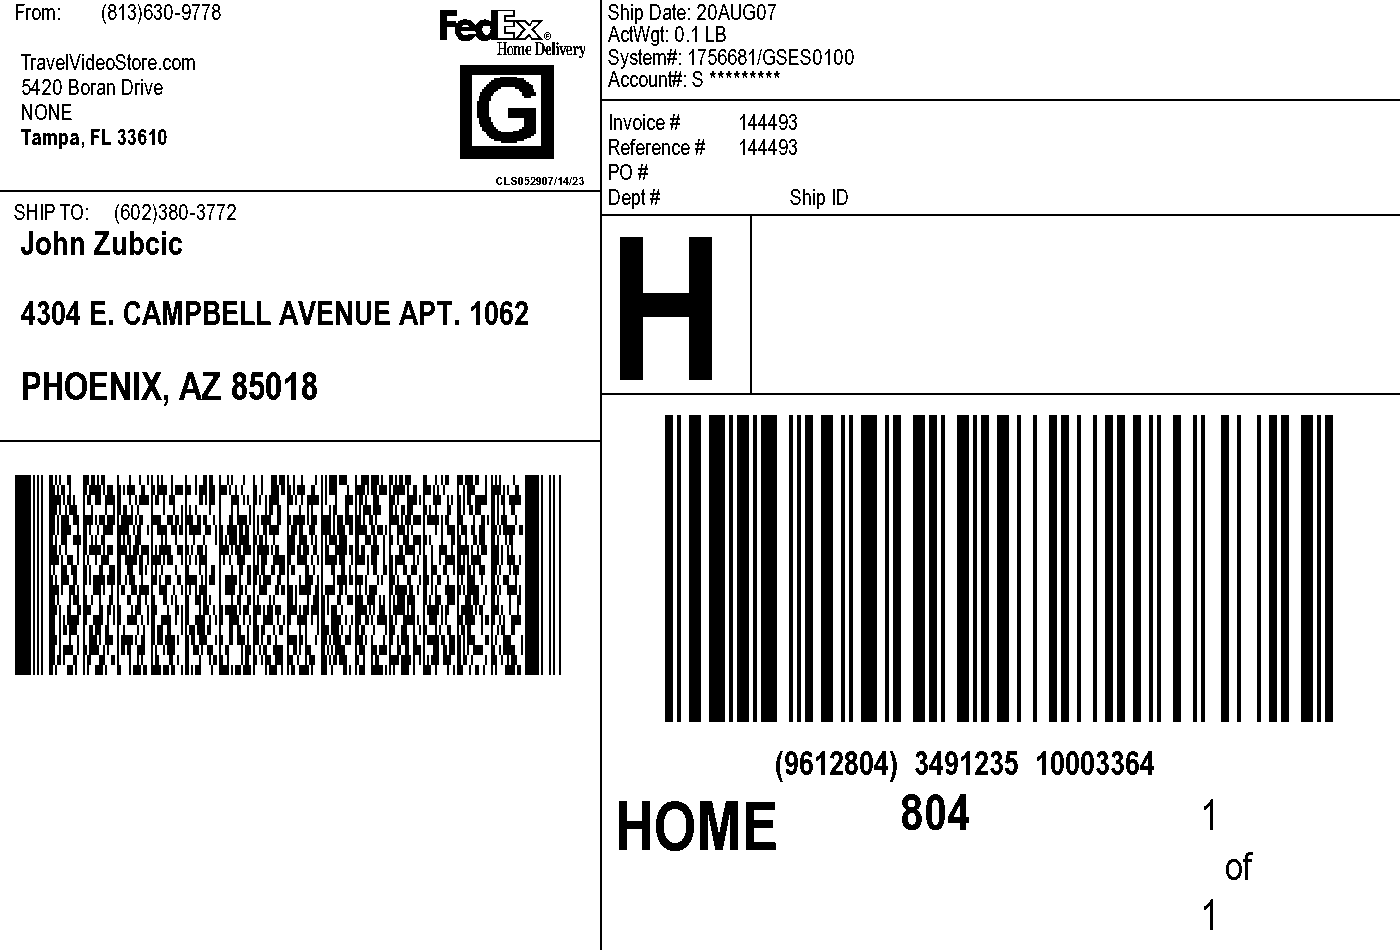 From: (813)630-9778
TravelVideoStore.com
5420 Boran Drive
NONE
Tampa, FL 33610
FedEx®
Home Delivery
G
CLS052907/14/23
SHIP TO: (602)380-3772
John Zubcic
4304 E. CAMPBELL AVENUE APT. 1062
PHOENIX, AZ 85018
Ship Date: 20AUG07
ActWgt: 0.1 LB
System#: 1756681/GSES0100
Account#: S *********
Invoice # 144493
Reference # 144493
PO #
Dept # Ship ID
H
(9612804) 3491235 10003364
HOME 804 1
of
1